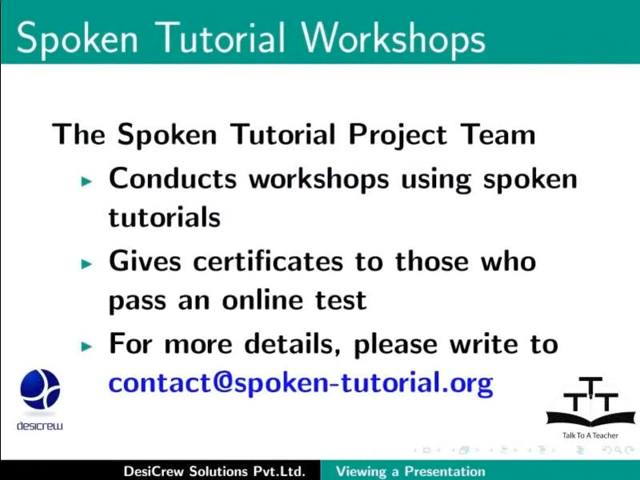 Spoken Tutorial Workshops
The Spoken Tutorial Project Team
Conducts workshops using spoken
tutorials
Gives certificates to those who
pass an online test
For more details, please write to
contact@spoken-tutorial.org
desicrew
TTT
Talk To A Teacher
DesiCrew Solutions Pvt.Ltd. Viewing a Presentation